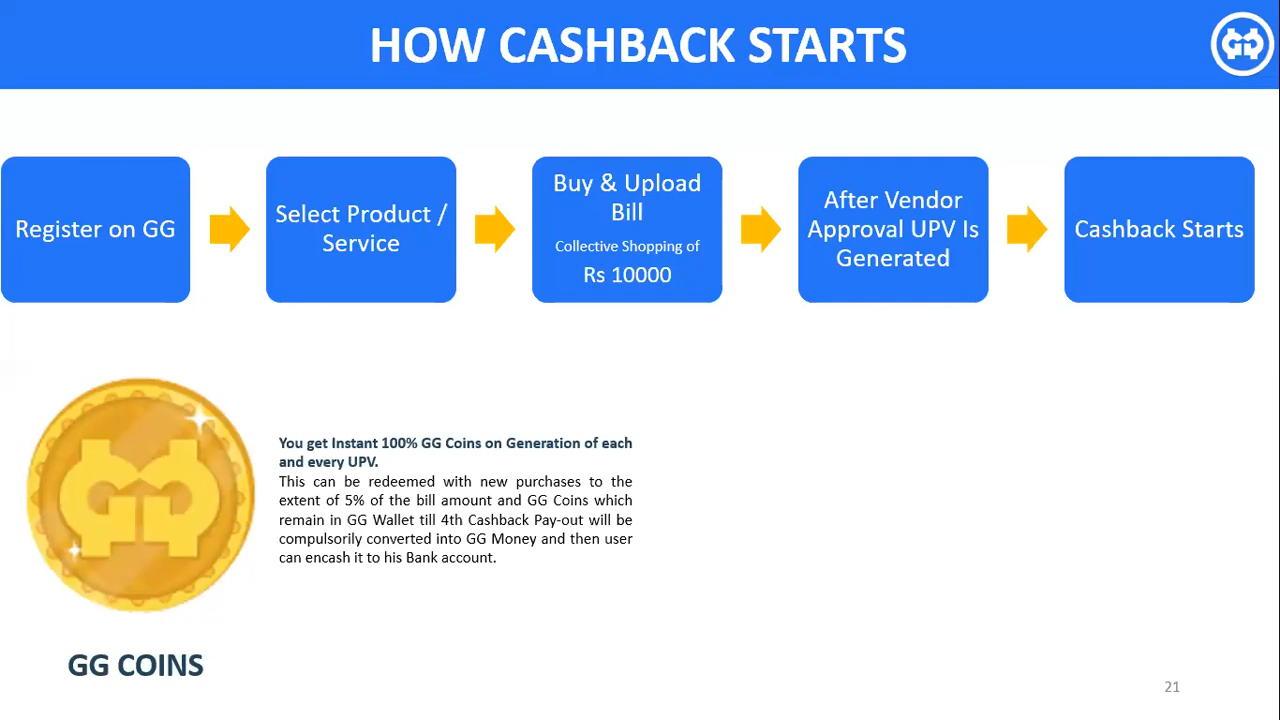 HOW CASHBACK STARTS
GG
Register on GG
Select Product /
Service
Buy & Upload
Bill
Collective Shopping of
Rs 10000
After Vendor
Approval UPV Is
Generated
Cashback Starts
You get Instant 100% GG Coins on Generation of each
and every UPV.
This can be redeemed with new purchases to the
extent of 5% of the bill amount and GG Coins which
remain in GG Wallet till 4th Cashback Pay-out will be
compulsorily converted into GG Money and then user
can encash it to his Bank account.
GG
GG COINS
21